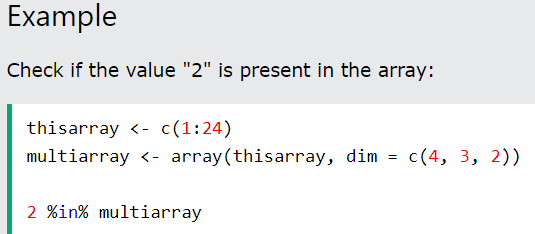 Example
Check if the value "2" is present in the array:
thisarray <- c(1:24)
multiarray <- array(thisarray, dim = c(4, 3, 2))
2 %in% multiarray